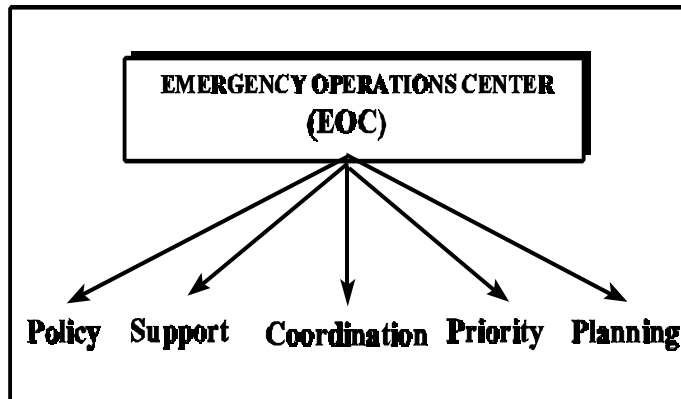 EMERGENCY OPERATIONS CENTER
(EOC)
Policy Support Coordination Priority Planning